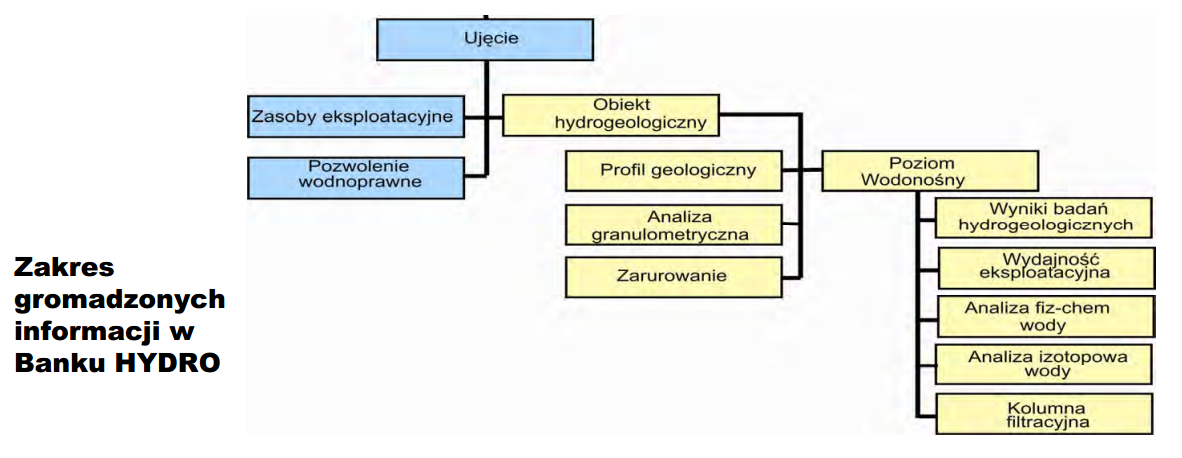 Ujęcie
Zasoby eksploatacyjne
Obiekt
hydrogeologiczny
Pozwolenie
wodnoprawne
Profil geologiczny
Poziom
Wodonośny
Analiza
granulometryczna
Zarurowanie
Wyniki badań
hydrogeologicznych
Wydajność
eksploatacyjna
Analiza fiz-chem
wody
Analiza izotopowa
wody
Kolumna
filtracyjna
Zakres
gromadzonych
informacji w
Banku HYDRO